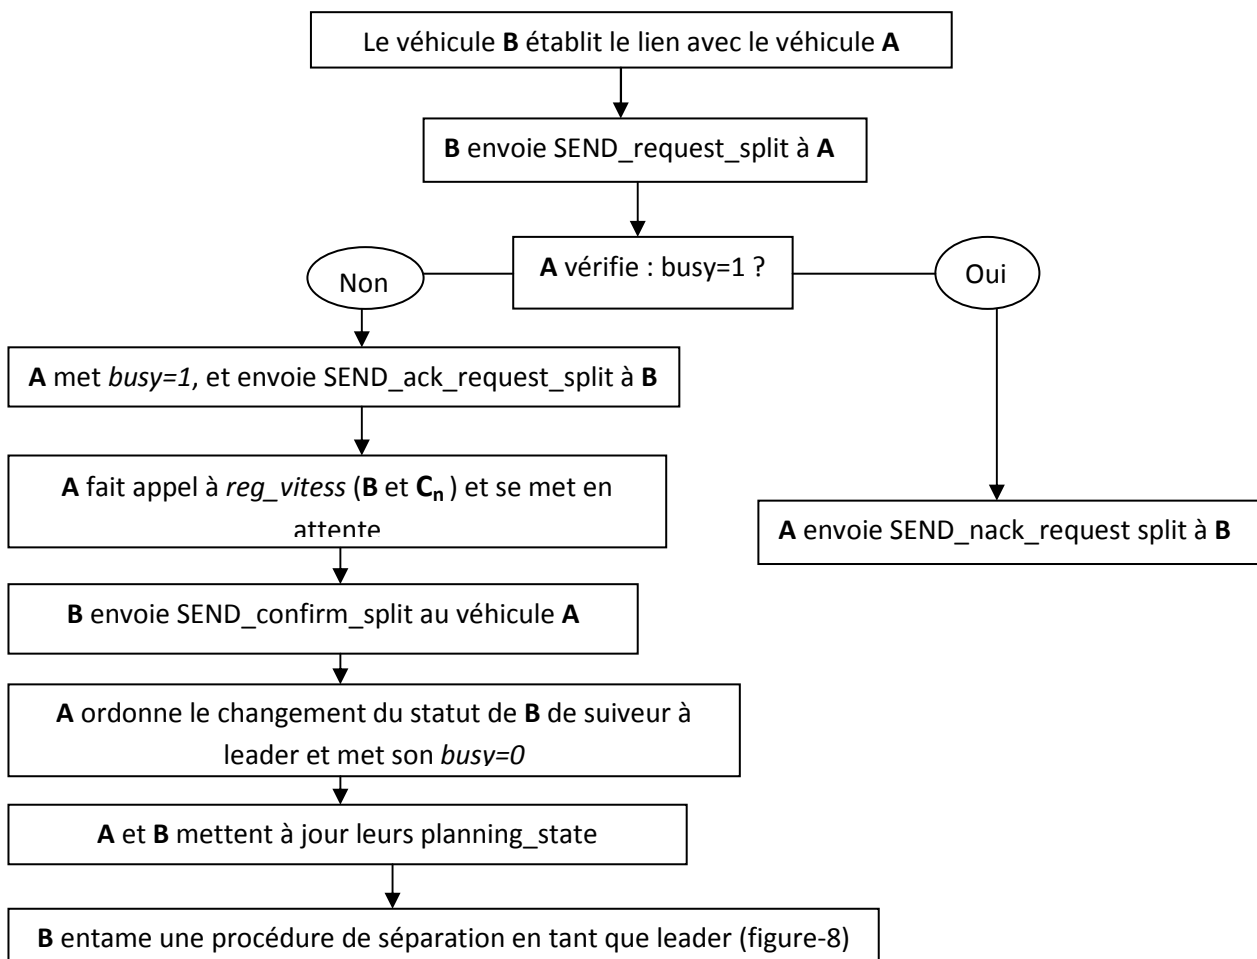 Le véhicule B établit le lien avec le véhicule A
B envoie SEND_request_split à A
A vérifie : busy=1 ?
Non
Oui
A met busy=1, et envoie SEND_ack_request_split à B
A fait appel à reg_vitess (B et Cn ) et se met en
attente
A envoie SEND_nack_request split à B
B envoie SEND_confirm_split au véhicule A
A ordonne le changement du statut de B de suiveur à
leader et met son busy=0
A et B mettent à jour leurs planning_state
B entame une procédure de séparation en tant que leader (figure-8)